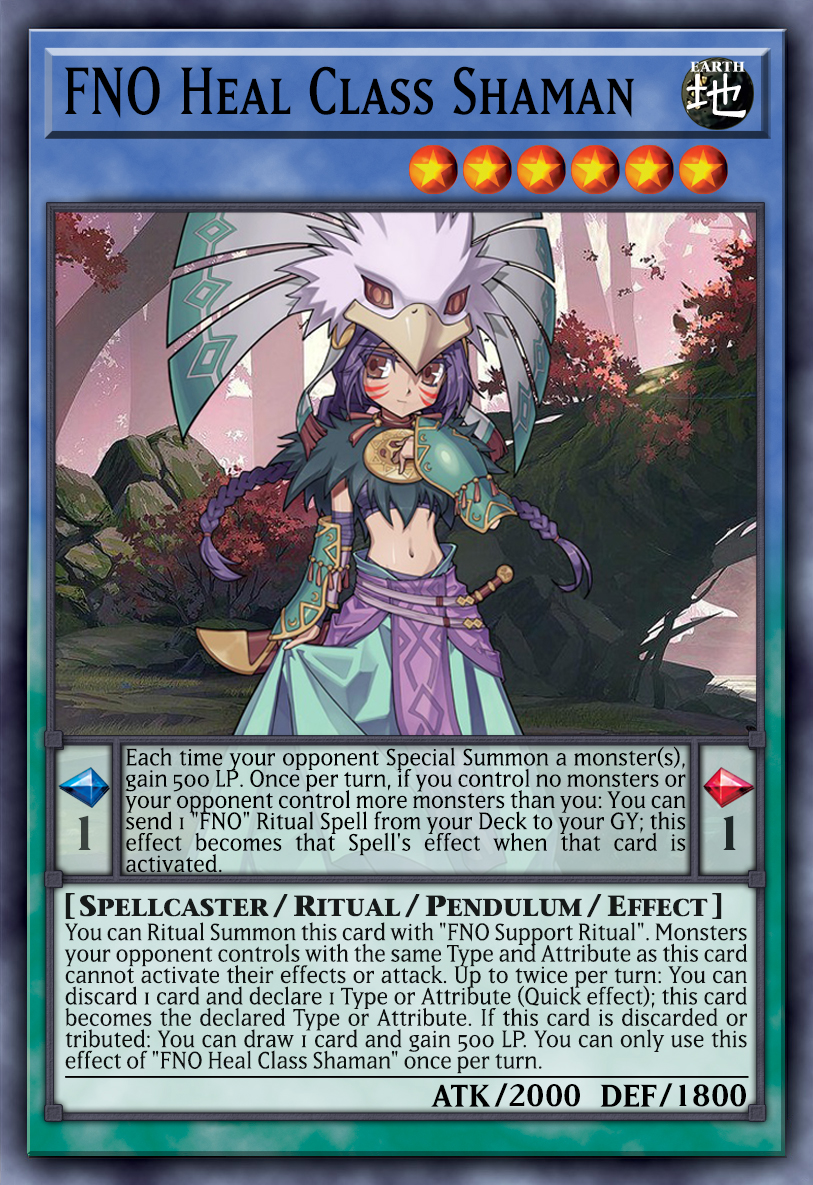 FNO Heal Class Shaman
EARTH
地
Each time your opponent Special Summon a monster(s),
gain 500 LP. Once per turn, if you control no monsters or
your opponent control more monsters than you: You can
send 1 "FNO" Ritual Spell from your Deck to your GY; this
effect becomes that Spell's effect when that card is
activated.
1
1
[ Spellcaster / Ritual / Pendulum / Effect ]
You can Ritual Summon this card with "FNO Support Ritual". Monsters
your opponent controls with the same Type and Attribute as this card
cannot activate their effects or attack. Up to twice per turn: You can
discard 1 card and declare 1 Type or Attribute (Quick effect); this card
becomes the declared Type or Attribute. If this card is discarded or
tributed: You can draw 1 card and gain 500 LP. You can only use this
effect of "FNO Heal Class Shaman" once per turn.
ATK/2000 DEF/1800